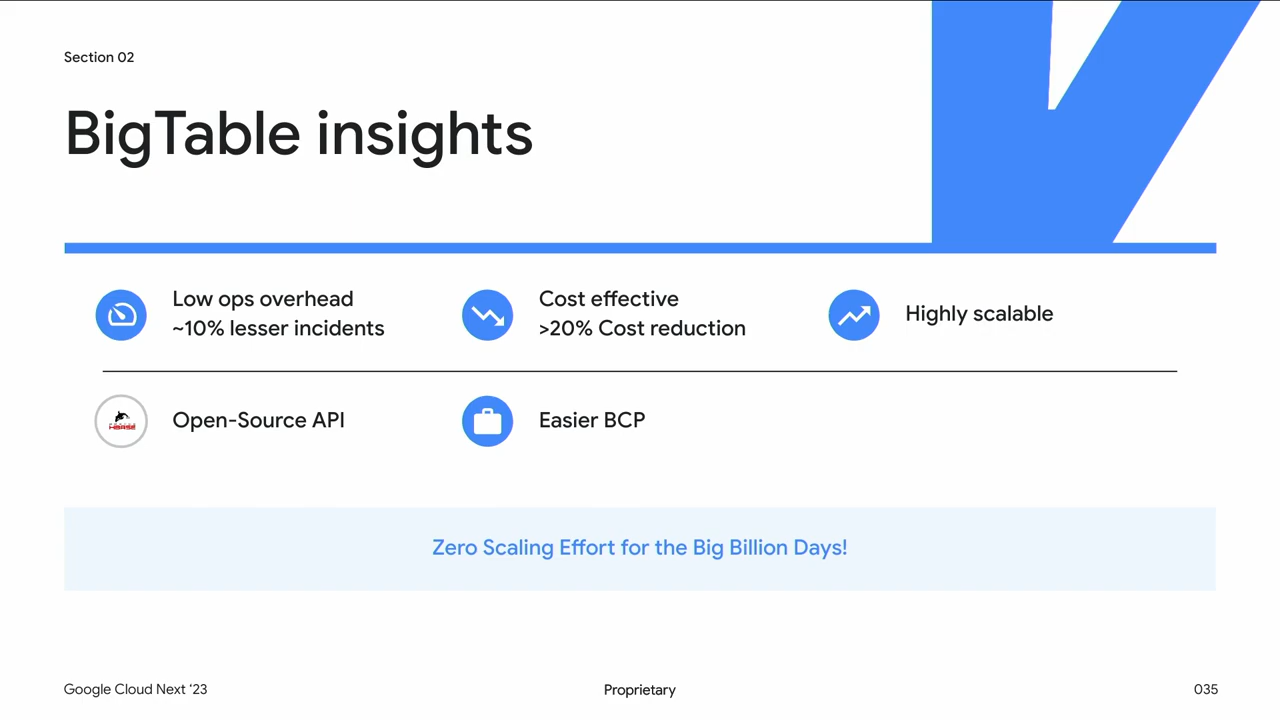 Section 02
BigTable insights
Low ops overhead
~10% lesser incidents
Cost effective
>20% Cost reduction
Highly scalable
Open-Source API
Easier BCP
Zero Scaling Effort for the Big Billion Days!
Google Cloud Next ‘23
Proprietary
035